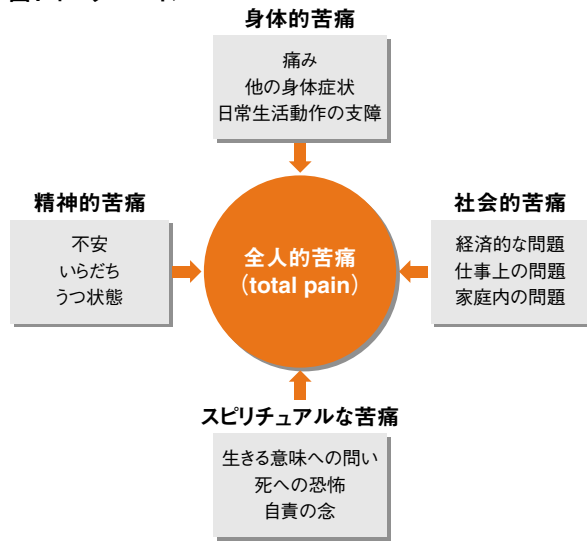 身体的苦痛
痛み
他の身体症状
日常生活動作の支障
精神的苦痛
不安
いらだち
うつ状態
全人的苦痛
（total pain）
社会的苦痛
経済的な問題
仕事上の問題
家庭内の問題
スピリチュアルな苦痛
生きる意味への問い
死への恐怖
自責の念